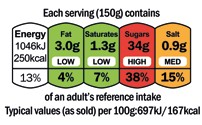 Each serving (150g) contains
Energy
1046kJ
250kcal
13%
Fat
3.0g
LOW
4%
Saturates
1.3g
LOW
7%
Sugars
34g
HIGH
38%
Salt
0.9g
MED
15%
of an adult's reference intake
Typical values (as sold) per 100g:697kJ/167kcal